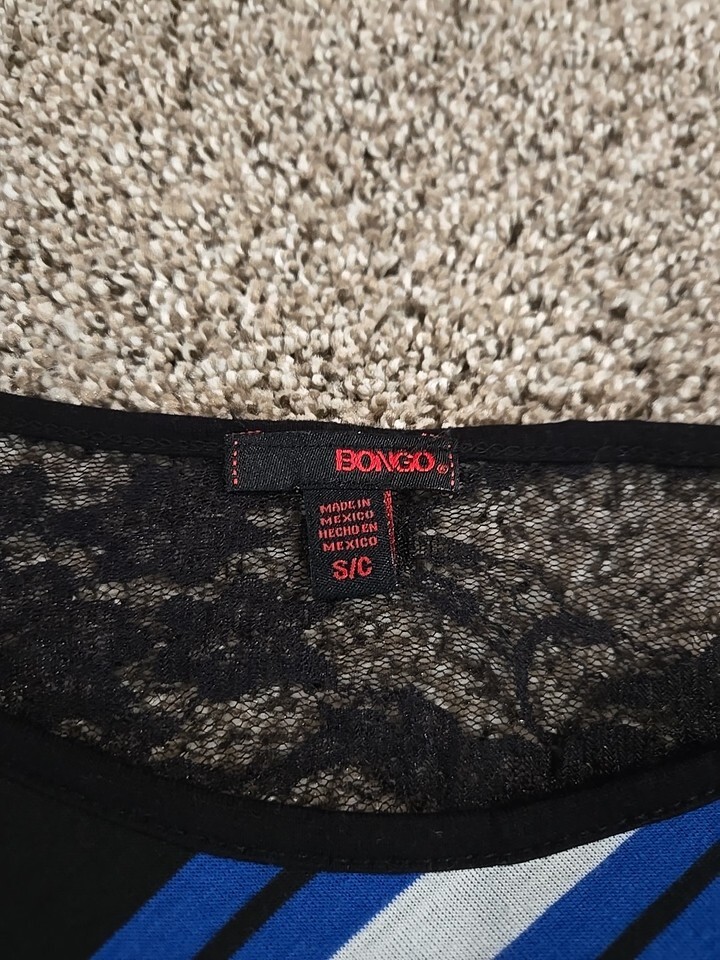 BONGO®
MADE IN
MEXICO
HECHO EN
MEXICO
S/C